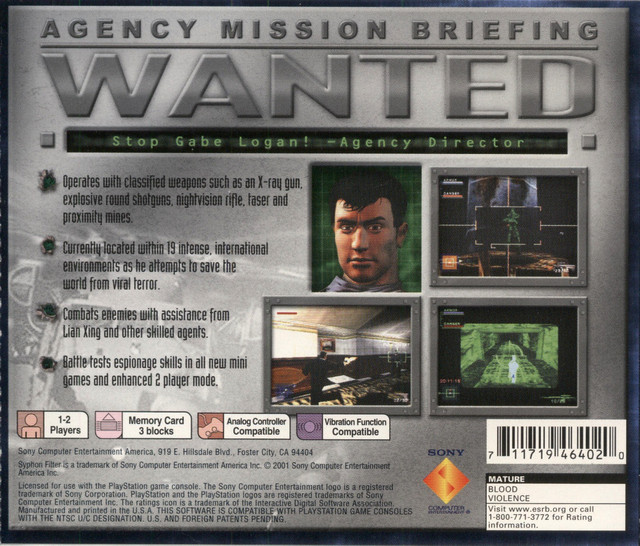 AGENCY MISSION BRIEFING
WANTED
Stop Gabe Logan! -Agency Director
Operates with classified weapons such as an X-ray gun,
explosive round shotguns, nightvision rifle, taser and
proximity mines.
Currently located within 19 intense, international
environments as he attempts to save the
world from viral terror.
Combats enemies with assistance from
Lian Xing and other skilled agents.
Battle tests espionage skills in all new mini
games and enhanced 2 player mode.
1-2
Players
Memory Card
3 blocks
Analog Controller
Compatible
Vibration Function
Compatible
Sony Computer Entertainment America, 919 E. Hillsdale Blvd., Foster City, CA 94404
Syphon Filter is a trademark of Sony Computer Entertainment America Inc. © 2001 Sony Computer Entertainment
America Inc.
Licensed for use with the PlayStation game console. The Sony Computer Entertainment logo is a registered
trademark of Sony Corporation. PlayStation and the PlayStation logos are registered trademarks of Sony
Computer Entertainment Inc. The ratings icon is a trademark of the Interactive Digital Software Association.
Manufactured and printed in the U.S.A. THIS SOFTWARE IS COMPATIBLE WITH PLAYSTATION GAME CONSOLES
WITH THE NTSC U/C DESIGNATION. U.S. AND FOREIGN PATENTS PENDING.
SONY
COMPUTER
ENTERTAINMENT®
7 11719 46402 0
MATURE
BLOOD
VIOLENCE
Visit www.esrb.org or call
1-800-771-3772 for Rating
information.